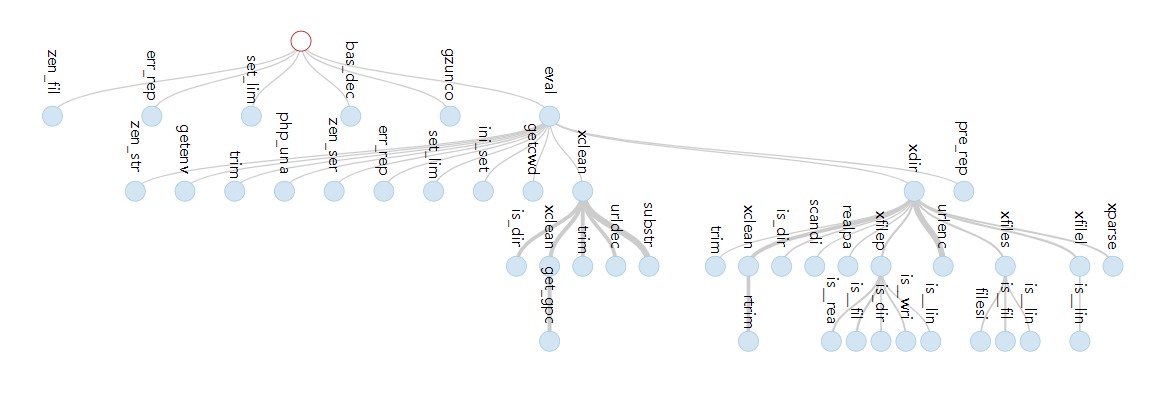 zen_fil
err_rep
set_lim
bas_dec
gzunco
eval
zen_str
getenv
trim
php_una
zen_ser
err_rep
set_lim
ini_set
getcwd
xclean
xdir
pre_rep
is_dir
xclean
trim
urldec
substr
trim
xclean
is_dir
scandi
realpa
xfilep
urlenc
xfiles
xfilel
xparse
get_gpc
rtrim
is_rea
is_fil
is_dir
is_wri
is_lin
filesi
is_fil
is_lin
is_lin